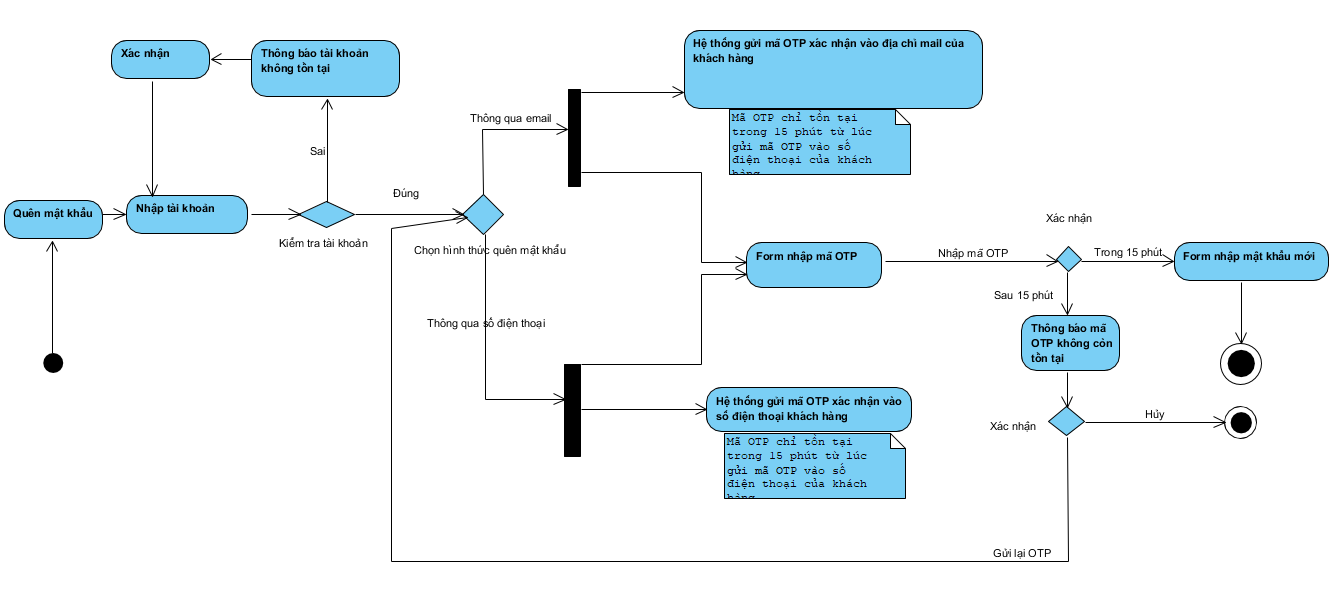 Xác nhận
Thông báo tài khoản
không tồn tại
Hệ thống gửi mã OTP xác nhận vào địa chỉ mail của
khách hàng
Mã OTP chỉ tồn tại
trong 15 phút từ lúc
gửi mã OTP vào số
điện thoại của khách
hàng
Thông qua email
Sai
Đúng
Quên mật khẩu
Nhập tài khoản
Kiểm tra tài khoản
Chọn hình thức quên mật khẩu
Xác nhận
Form nhập mã OTP
Nhập mã OTP
Trong 15 phút
Form nhập mật khẩu mới
Sau 15 phút
Thông qua số điện thoại
Thông báo mã
OTP không còn
tồn tại
Hệ thống gửi mã OTP xác nhận vào
số điện thoại khách hàng
Mã OTP chỉ tồn tại
trong 15 phút từ lúc
gửi mã OTP vào số
điện thoại của khách
hàng
Xác nhận
Hủy
Gửi lại OTP